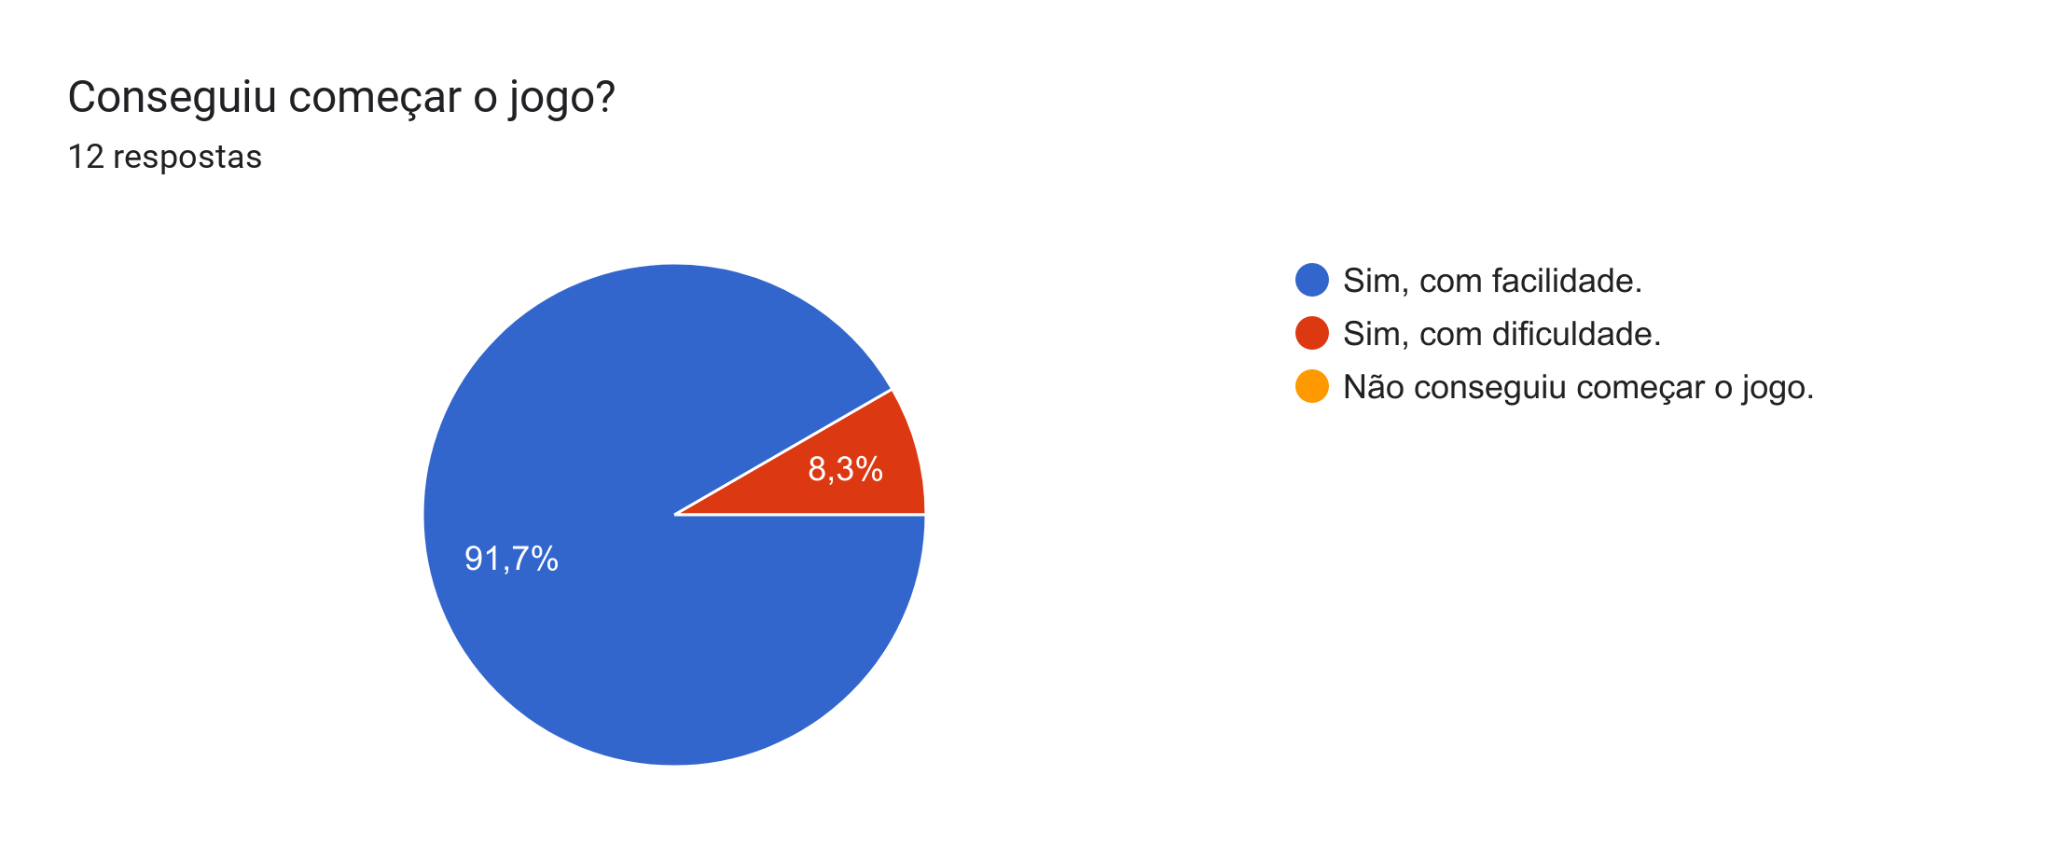 Conseguiu começar o jogo?
12 respostas
Sim, com facilidade.
Sim, com dificuldade.
Não conseguiu começar o jogo.
8,3%
91,7%